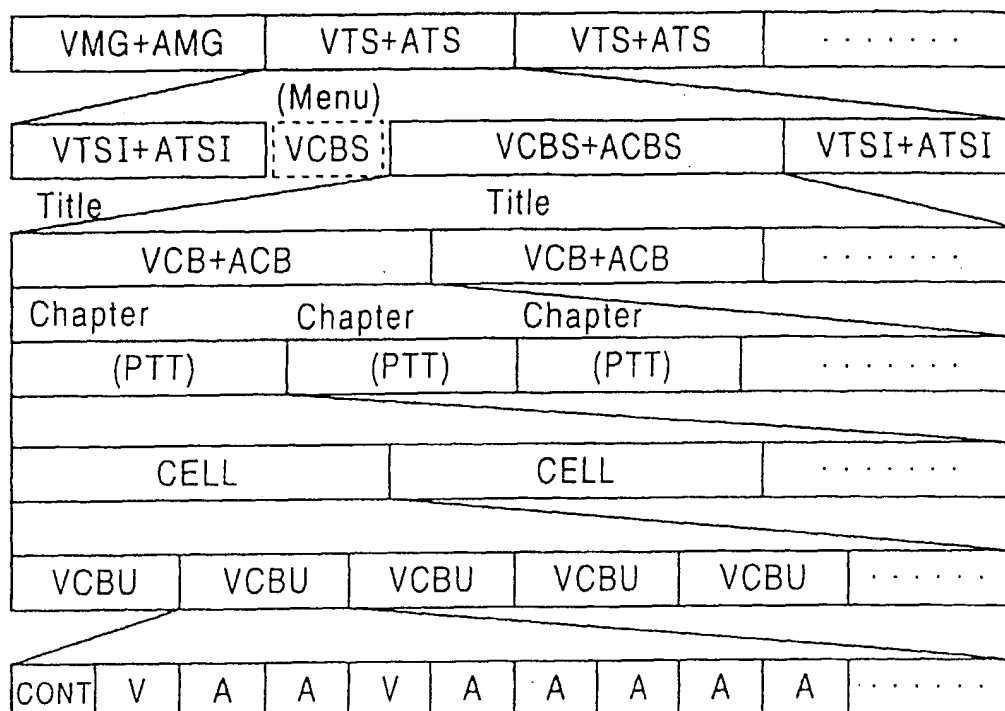 VMG+AMG VTS+ATS VTS+ATS .......
(Menu)
VTSI+ATSI VCBS VCBS+ACBS VTSI+ATSI
Title Title
VCB+ACB VCB+ACB .......
Chapter Chapter Chapter
(PTT) (PTT) (PTT) .......
CELL CELL .......
VCBU VCBU VCBU VCBU VCBU ......
CONT V A A V A A A A A .......